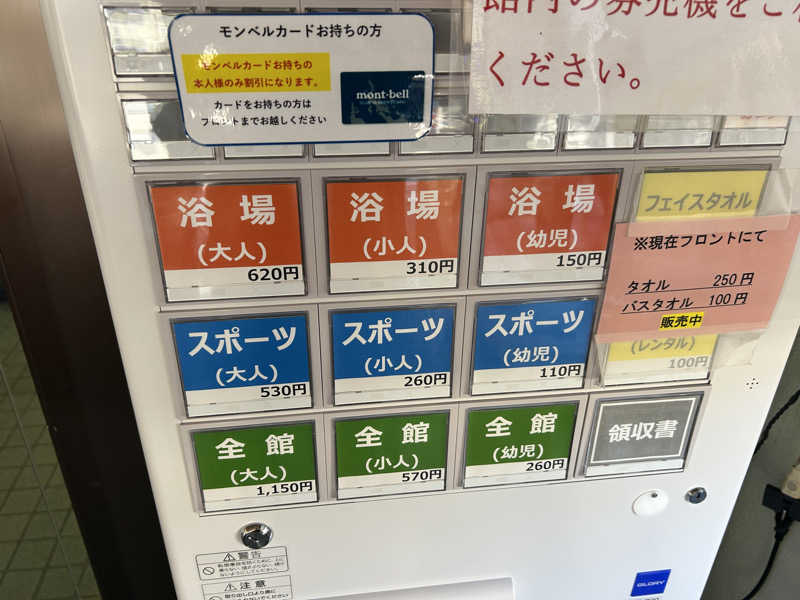 館内の券売機をご
ください。
モンベルカードお持ちの方
モンベルカードお持ちの
本人様のみ割引になります。
カードをお持ちの方は
フロントまでお越しください
mont-bell
浴場
(大人)
620円
浴場
(小人)
310円
浴場
(幼児)
150円
フェイスタオル
※現在フロントにて
タオル 250円
バスタオル 100円
販売中
(レンタル)
100円
スポーツ
(大人)
530円
スポーツ
(小人)
260円
スポーツ
(幼児)
110円
全館
(大人)
1,150円
全館
(小人)
570円
全館
(幼児)
260円
領収書
警告
注意
GLORY